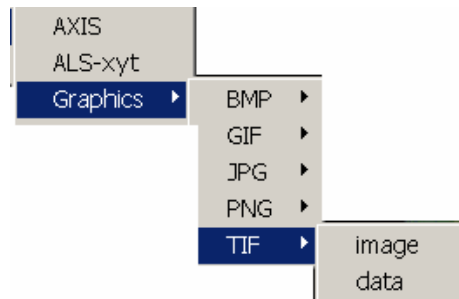 AXIS
ALS-xyt
Graphics
BMP
GIF
JPG
PNG
TIF
image
data